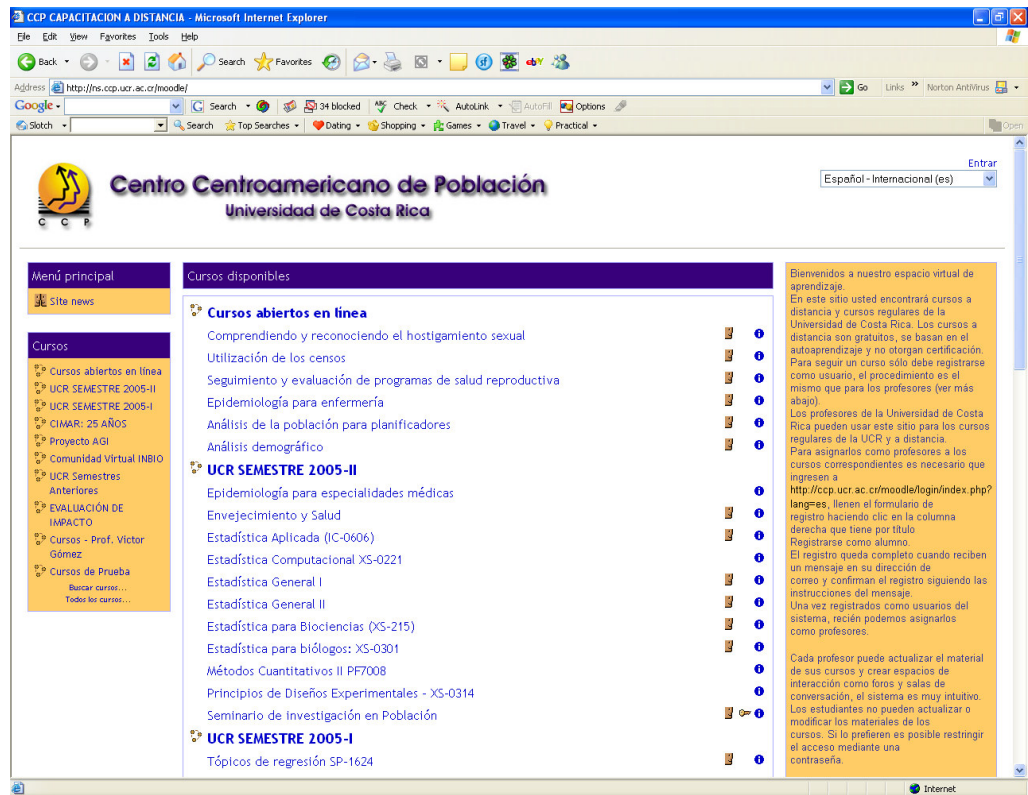 CCP CAPACITACION A DISTANCIA - Microsoft Internet Explorer
File Edit View Favorites Tools Help
Back Search Favorites
Address http://ns.ccp.ucr.ac.cr/moodle/ Go Links » Norton AntiVirus
Google Search 34 blocked Check AutoLink AutoFill Options
Slotch Search Top Searches Dating Shopping Games Travel Practical Open
Entrar
Español - Internacional (es)
Centro Centroamericano de Población
Universidad de Costa Rica
C C P
Menú principal
Site news
Cursos
Cursos abiertos en línea
UCR SEMESTRE 2005-II
UCR SEMESTRE 2005-I
CIMAR: 25 AÑOS
Proyecto AGI
Comunidad Virtual INBIO
UCR Semestres
Anteriores
EVALUACIÓN DE
IMPACTO
Cursos - Prof. Víctor
Gómez
Cursos de Prueba
Buscar cursos...
Todos los cursos...
Cursos disponibles
Cursos abiertos en línea
Comprendiendo y reconociendo el hostigamiento sexual
Utilización de los censos
Seguimiento y evaluación de programas de salud reproductiva
Epidemiología para enfermería
Análisis de la población para planificadores
Análisis demográfico
UCR SEMESTRE 2005-II
Epidemiología para especialidades médicas
Envejecimiento y Salud
Estadística Aplicada (IC-0606)
Estadística Computacional XS-0221
Estadística General I
Estadística General II
Estadística para Biociencias (XS-215)
Estadística para biólogos: XS-0301
Métodos Cuantitativos II PF7008
Principios de Diseños Experimentales - XS-0314
Seminario de investigación en Población
UCR SEMESTRE 2005-I
Tópicos de regresión SP-1624
Bienvenidos a nuestro espacio virtual de
aprendizaje.
En este sitio usted encontrará cursos a
distancia y cursos regulares de la
Universidad de Costa Rica. Los cursos a
distancia son gratuitos, se basan en el
autoaprendizaje y no otorgan certificación.
Para seguir un curso sólo debe registrarse
como usuario, el procedimiento es el
mismo que para los profesores (ver más
abajo).
Los profesores de la Universidad de Costa
Rica pueden usar este sitio para los cursos
regulares de la UCR y a distancia.
Para asignarlos como profesores a los
cursos correspondientes es necesario que
ingresen a
http://ccp.ucr.ac.cr/moodle/login/index.php?
lang=es, llenen el formulario de
registro haciendo clic en la columna
derecha que tiene por título
Registrarse como alumno.
El registro queda completo cuando reciben
un mensaje en su dirección de
correo y confirman el registro siguiendo las
instrucciones del mensaje.
Una vez registrados como usuarios del
sistema, recién podemos asignarlos
como profesores.
Cada profesor puede actualizar el material
de sus cursos y crear espacios de
interacción como foros y salas de
conversación, el sistema es muy intuitivo.
Los estudiantes no pueden actualizar o
modificar los materiales de los
cursos. Si lo prefieren es posible restringir
el acceso mediante una
contraseña.
Internet